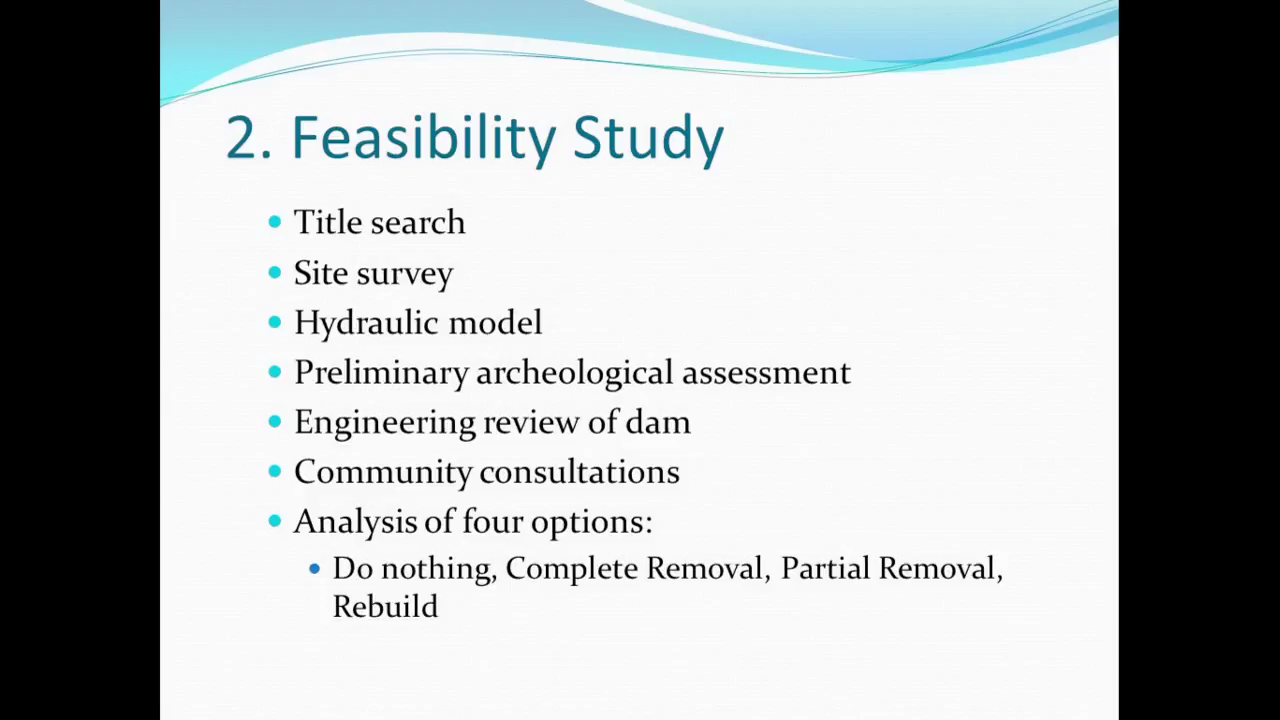 2. Feasibility Study
• Title search
• Site survey
• Hydraulic model
• Preliminary archeological assessment
• Engineering review of dam
• Community consultations
• Analysis of four options:
• Do nothing, Complete Removal, Partial Removal,
Rebuild